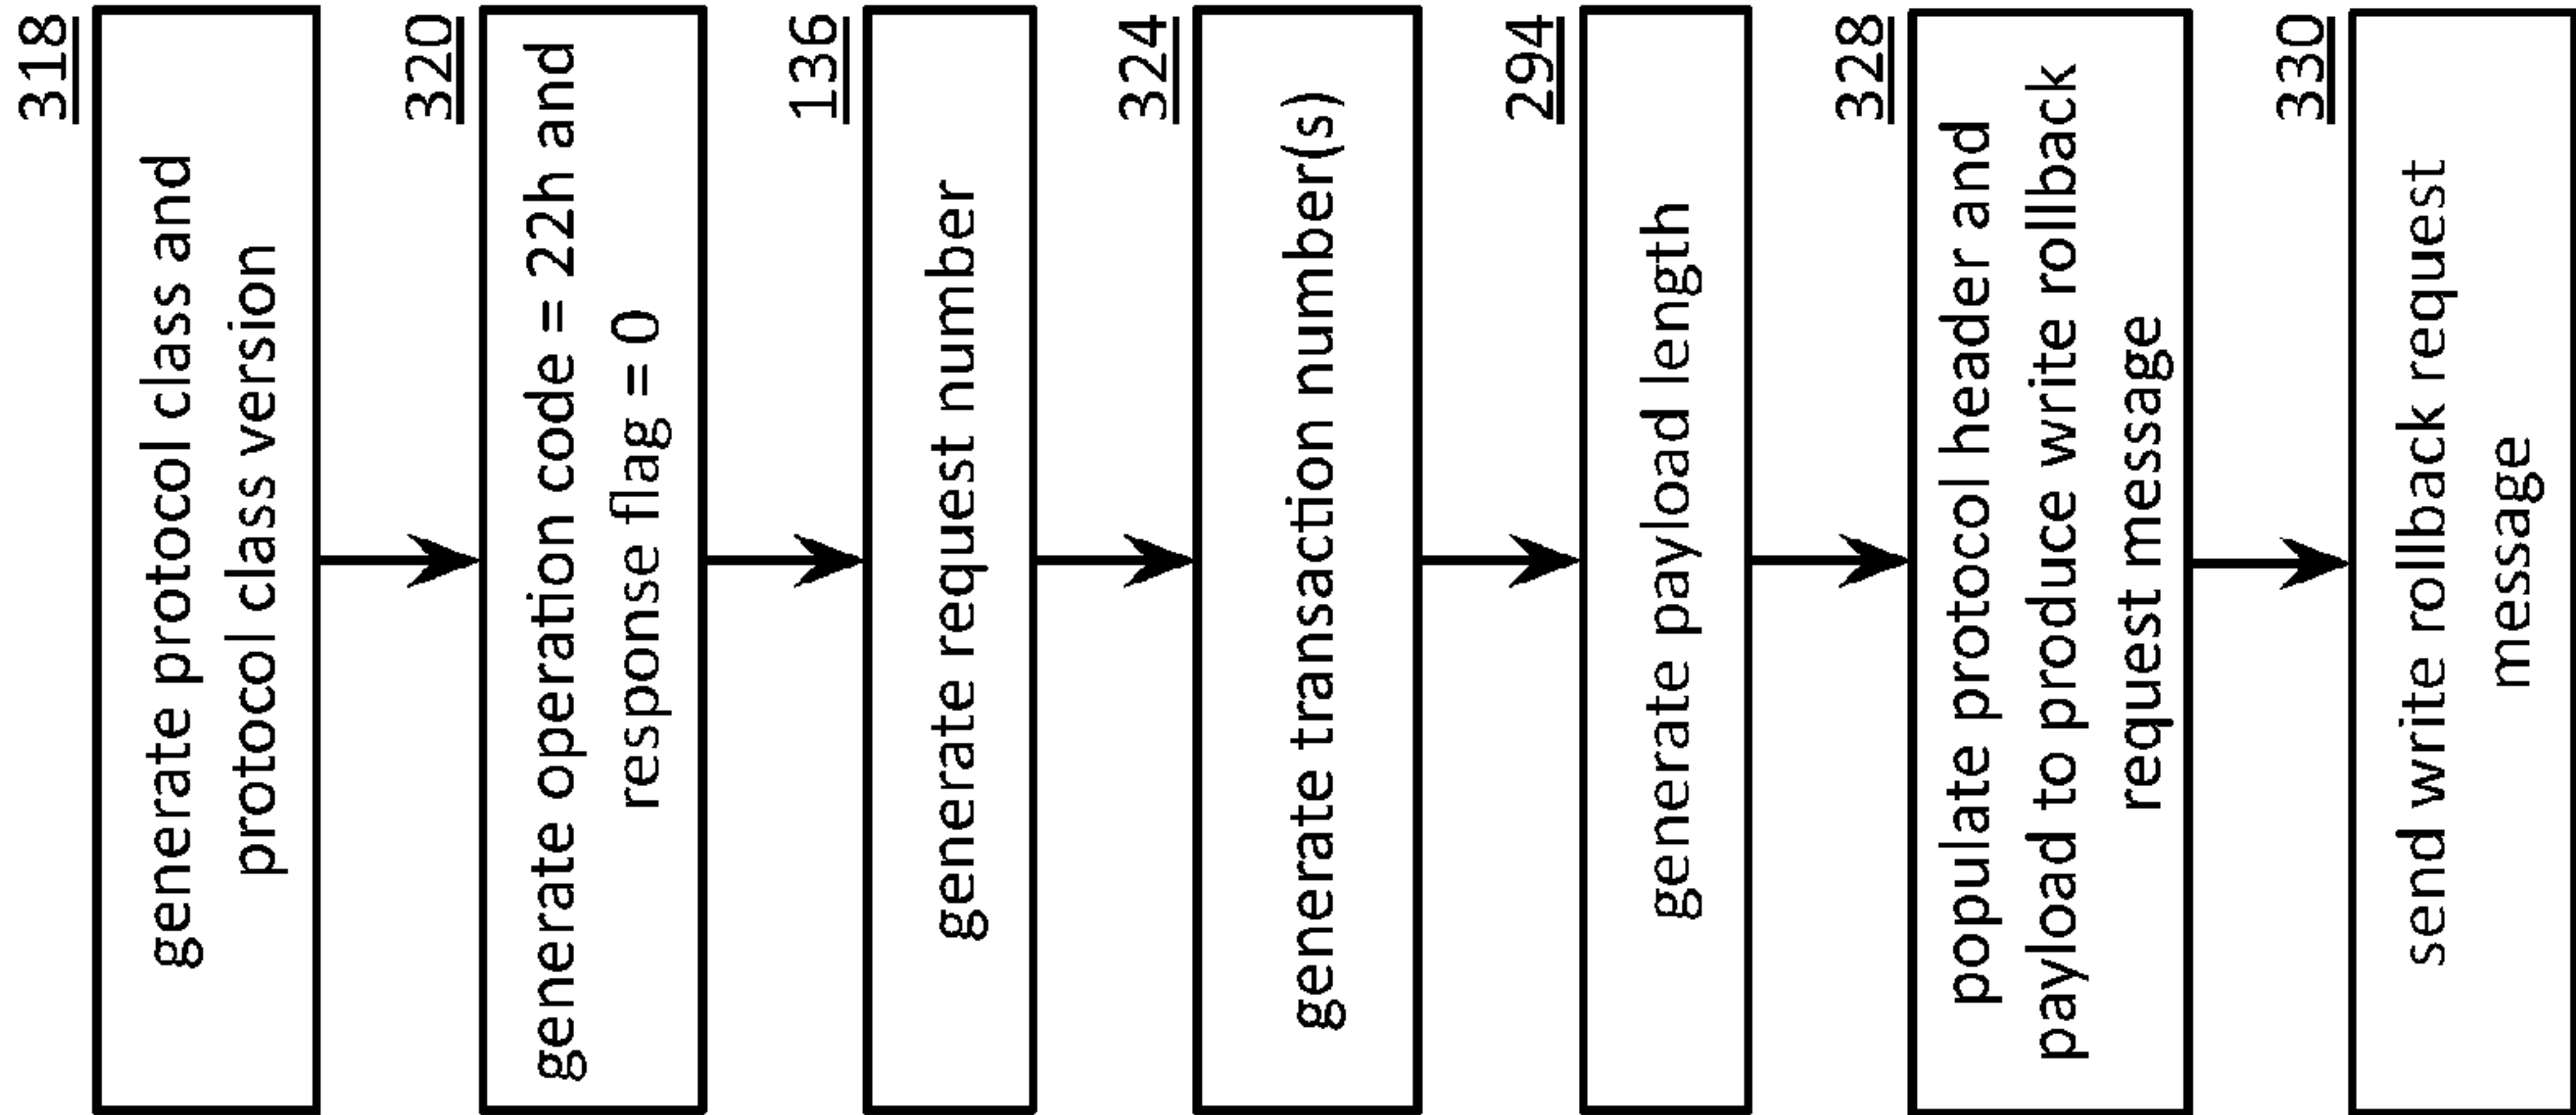 318
generate protocol class and
protocol class version
320
generate operation code = 22h and
response flag = 0
136
generate request number
324
generate transaction number(s)
294
generate payload length
328
populate protocol header and
payload to produce write rollback
request message
330
send write rollback request
message